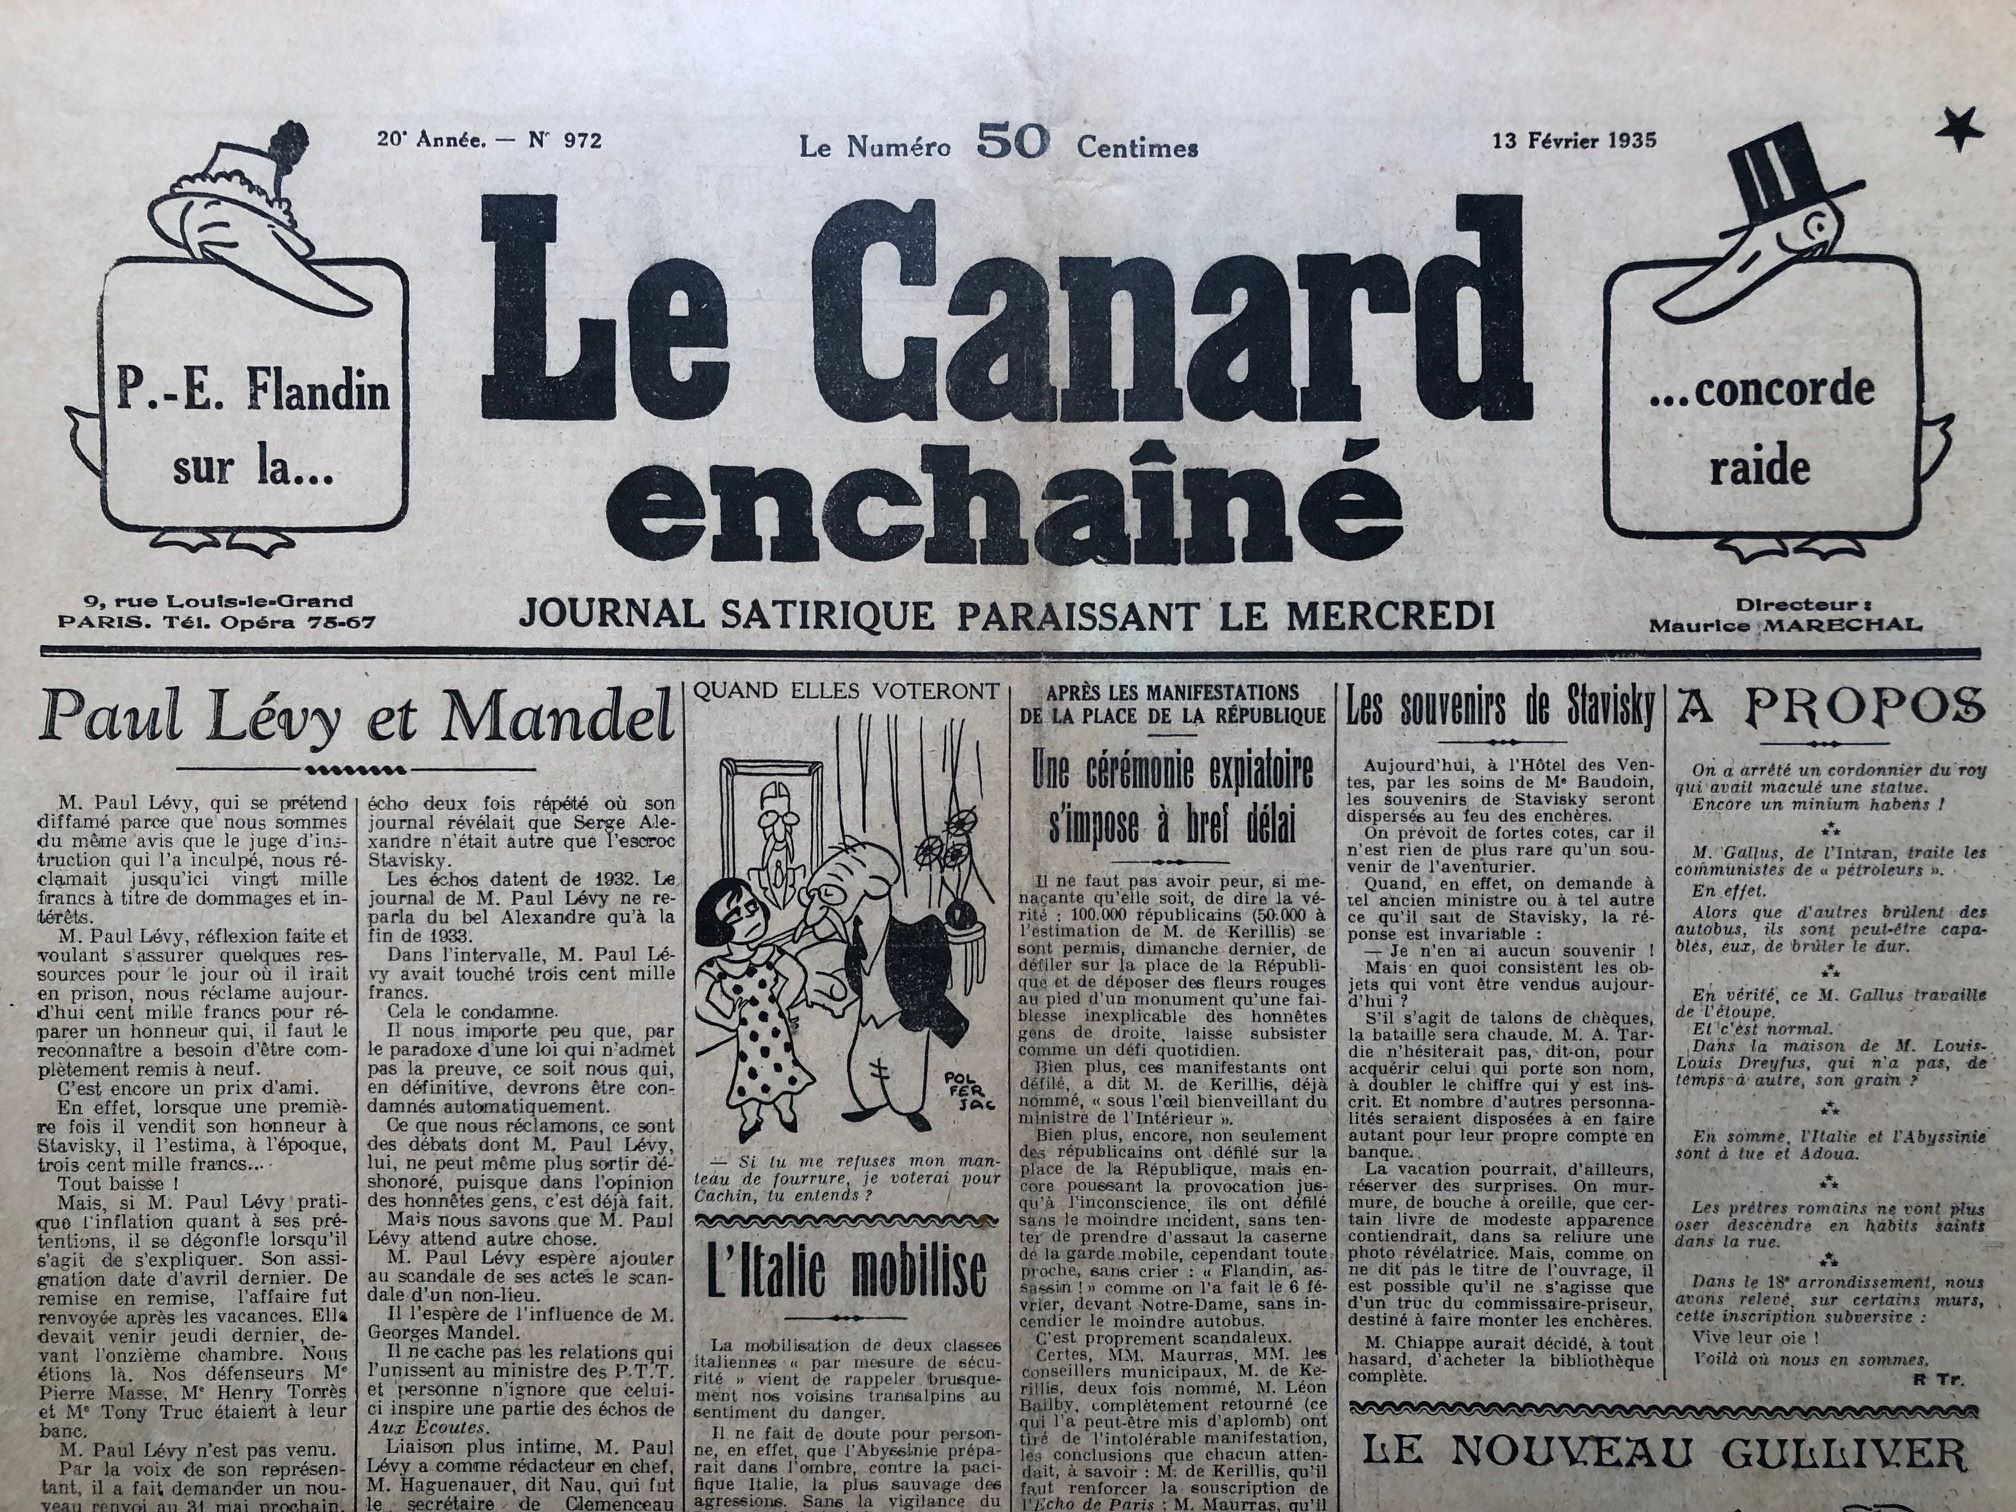 20e Année. — Nr 972
Le Numéro 50 Centimes
13 Février 1935
P.-E. Flandin
sur la...
Le Canard
enchaîné
...concorde
raide
9, rue Louis-le-Grand
PARIS. Tél. Opéra 75-67
JOURNAL SATIRIQUE PARAISSANT LE MERCREDI
Directeur :
Maurice MARECHAL
Paul Lévy et Mandel
M. Paul Lévy, qui se prétend
diffamé parce que nous sommes
du même avis que le juge d'ins-
truction qui l'a inculpé, nous ré-
clamait jusqu'ici vingt mille
francs à titre de dommages et in-
térêts.
M. Paul Lévy, réflexion faite et
voulant s'assurer quelques res-
sources pour le jour où il irait
en prison, nous réclame aujour-
d'hui cent mille francs pour ré-
parer un honneur qui, il faut le
reconnaître a besoin d'être com-
plètement remis à neuf.
C'est encore un prix d'ami.
En effet, lorsque une premiè-
re fois il vendit son honneur à
Stavisky, il l'estima, à l'époque,
trois cent mille francs...
Tout baisse !
Mais, si M. Paul Lévy prati-
que l'inflation quant à ses pré-
tentions, il se dégonfle lorsqu'il
s'agit de s'expliquer. Son assi-
gnation date d'avril dernier. De
remise en remise, l'affaire fut
renvoyée après les vacances. Elle
devait venir jeudi dernier, de-
vant l'onzième chambre. Nous
étions là. Nos défenseurs Me
Pierre Masse, Me Henry Torrès
et Me Tony Truc étaient à leur
banc.
M. Paul Lévy n'est pas venu.
Par la voix de son représen-
tant, il a fait demander un nou-
veau renvoi au 31 mai prochain.
écho deux fois répété où son
journal révélait que Serge Ale-
xandre n'était autre que l'escroc
Stavisky.
Les échos datent de 1932. Le
journal de M. Paul Lévy ne re-
parla du bel Alexandre qu'à la
fin de 1933.
Dans l'intervalle, M. Paul Lé-
vy avait touché trois cent mille
francs.
Cela le condamne.
Il nous importe peu que, par
le paradoxe d'une loi qui n'admet
pas la preuve, ce soit nous qui,
en définitive, devrons être con-
damnés automatiquement.
Ce que nous réclamons, ce sont
des débats dont M. Paul Lévy,
lui, ne peut même plus sortir dé-
shonoré, puisque dans l'opinion
des honnêtes gens, c'est déjà fait.
Mais nous savons que M. Paul
Lévy attend autre chose.
M. Paul Lévy espère ajouter
au scandale de ses actes le scan-
dale d'un non-lieu.
Il l'espère de l'influence de M.
Georges Mandel.
Il ne cache pas les relations qui
l'unissent au ministre des P.T.T.
et personne n'ignore que celui-
ci inspire une partie des échos de
Aux Ecoutes.
Liaison plus intime, M. Paul
Lévy a comme rédacteur en chef,
M. Haguenauer, dit Nau, qui fut
le secrétaire de Clemenceau
QUAND ELLES VOTERONT
POL
FER
JAC
— Si tu me refuses mon man-
teau de fourrure, je voterai pour
Cachin, tu entends ?
L'Italie mobilise
La mobilisation de deux classes
italiennes « par mesure de sécu-
rité » vient de rappeler brusque-
ment nos voisins transalpins au
sentiment du danger.
Il ne fait de doute pour person-
ne, en effet, que l'Abyssinie prépa-
rait dans l'ombre, contre la paci-
fique Italie, la plus sauvage des
agressions. Sans la vigilance du
APRÈS LES MANIFESTATIONS
DE LA PLACE DE LA RÉPUBLIQUE
Une cérémonie expiatoire
s'impose à bref délai
Il ne faut pas avoir peur, si me-
naçante qu'elle soit, de dire la vé-
rité : 100.000 républicains (50.000 à
l'estimation de M. de Kerillis) se
sont permis, dimanche dernier, de
défiler sur la place de la Républi-
que et de déposer des fleurs rouges
au pied d'un monument qu'une fai-
blesse inexplicable des honnêtes
gens de droite, laisse subsister
comme un défi quotidien.
Bien plus, ces manifestants ont
défilé, a dit M. de Kerillis, déjà
nommé, « sous l'œil bienveillant du
ministre de l'Intérieur ».
Bien plus, encore, non seulement
des républicains ont défilé sur la
place de la République, mais en-
core poussant la provocation jus-
qu'à l'inconscience, ils ont défilé
sans le moindre incident, sans ten-
ter de prendre d'assaut la caserne
de la garde mobile, cependant toute
proche, sans crier : « Flandin, as-
sassin ! » comme on l'a fait le 6 fé-
vrier, devant Notre-Dame, sans in-
cendier le moindre autobus.
C'est proprement scandaleux.
Certes, MM. Maurras, MM. les
conseillers municipaux, M. de Ke-
rillis, deux fois nommé, M. Léon
Bailby, complètement retourné (ce
qui l'a peut-être mis d'aplomb) ont
tiré de l'intolérable manifestation,
les conclusions que chacun atten-
dait, à savoir : M. de Kerillis, qu'il
faut renforcer la souscription de
l'Echo de Paris ; M. Maurras, qu'il
Les souvenirs de Stavisky
Aujourd'hui, à l'Hôtel des Ven-
tes, par les soins de Me Baudoin,
les souvenirs de Stavisky seront
dispersés au feu des enchères.
On prévoit de fortes cotes, car il
n'est rien de plus rare qu'un sou-
venir de l'aventurier.
Quand, en effet, on demande à
tel ancien ministre ou à tel autre
ce qu'il sait de Stavisky, la ré-
ponse est invariable :
— Je n'en ai aucun souvenir !
Mais en quoi consistent les ob-
jets qui vont être vendus aujour-
d'hui ?
S'il s'agit de talons de chèques,
la bataille sera chaude. M. A. Tar-
die n'hésiterait pas, dit-on, pour
acquérir celui qui porte son nom,
à doubler le chiffre qui y est ins-
crit. Et nombre d'autres personna-
lités seraient disposées à en faire
autant pour leur propre compte en
banque.
La vacation pourrait, d'ailleurs,
réserver des surprises. On mur-
mure, de bouche à oreille, que cer-
tain livre de modeste apparence
contiendrait, dans sa reliure une
photo révélatrice. Mais, comme on
ne dit pas le titre de l'ouvrage, il
est possible qu'il ne s'agisse que
d'un truc du commissaire-priseur,
destiné à faire monter les enchères.
M. Chiappe aurait décidé, à tout
hasard, d'acheter la bibliothèque
complète.
A PROPOS
On a arrêté un cordonnier du roy
qui avait maculé une statue.
Encore un minium habens !
M. Gallus, de l'Intran, traite les
communistes de « pétroleurs ».
En effet.
Alors que d'autres brûlent des
autobus, ils sont peut-être capa-
bles, eux, de brûler le dur.
En vérité, ce M. Gallus travaille
de l'étoupe.
Et c'est normal.
Dans la maison de M. Louis-
Louis Dreyfus, qui n'a pas, de
temps à autre, son grain ?
En somme, l'Italie et l'Abyssinie
sont à tue et Adoua.
Les prêtres romains ne vont plus
oser descendre en habits saints
dans la rue.
Dans le 18e arrondissement, nous
avons relevé, sur certains murs,
cette inscription subversive :
Vive leur oie !
Voilà où nous en sommes.
R Tr.
LE NOUVEAU GULLIVER